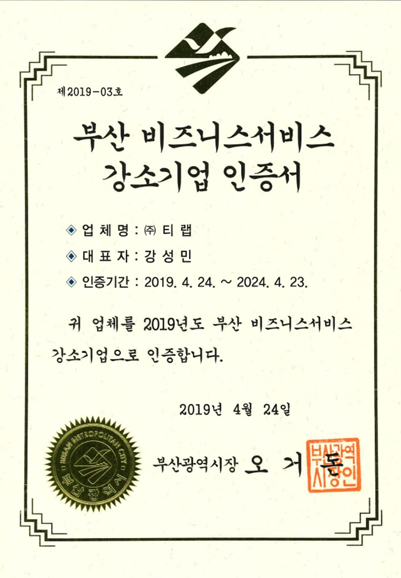 제2019-03호
부산 비즈니스서비스
강소기업 인증서
◈ 업 체 명 : ㈜ 티랩
◈ 대 표 자 : 강 성 민
◈ 인증기간 : 2019. 4. 24. ~ 2024. 4. 23.
귀 업체를 2019년도 부산 비즈니스서비스
강소기업으로 인증합니다.
2019년 4월 24일
부산광역시장 오 거 돈
부산광역
시장인
BUSAN METROPOLITAN CITY
부산광역시